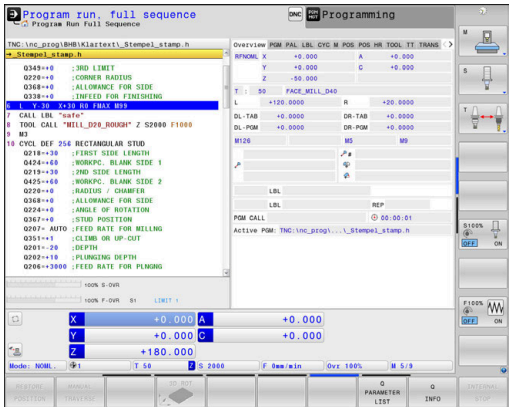 Program run, full sequence
Program Run Full Sequence
DNC
PGM MGT
Programming
TNC:\nc_prog\BHB\Klartext\_Stempel_stamp.h
→_Stempel_stamp.h
Q349=+0 ;3RD LIMIT
Q220=+0 ;CORNER RADIUS
Q368=+0 ;ALLOWANCE FOR SIDE
Q338=+0 ;INFEED FOR FINISHING
6 L Y-30 X+30 R0 FMAX M99
7 CALL LBL "safe"
8 TOOL CALL "MILL_D20_ROUGH" Z S2000 F1000
9 M3
10 CYCL DEF 256 RECTANGULAR STUD
Q218=+30 ;FIRST SIDE LENGTH
Q424=+60 ;WORKPC. BLANK SIDE 1
Q219=+30 ;2ND SIDE LENGTH
Q425=+60 ;WORKPC. BLANK SIDE 2
Q220=+0 ;RADIUS / CHAMFER
Q368=+0 ;ALLOWANCE FOR SIDE
Q224=+0 ;ANGLE OF ROTATION
Q367=+0 ;STUD POSITION
Q207= AUTO ;FEED RATE FOR MILLNG
Q351=+1 ;CLIMB OR UP-CUT
Q201=-20 ;DEPTH
Q202=+10 ;PLUNGING DEPTH
Q206=+3000 ;FEED RATE FOR PLNGNG
100% S-OVR
100% F-OVR S1 LIMIT 1
Overview PGM PAL LBL CYC M POS POS HR TOOL TT TRANS
RFNOML X +0.000 A +0.000
Y +0.000 C +0.000
Z -50.000
T : 50 FACE_MILL_D40
L +120.0000 R +20.0000
DL-TAB +0.0000 DR-TAB +0.0000
DL-PGM +0.0000 DR-PGM +0.0000
M126 M5 M9
P#
LBL
LBL REP
PGM CALL 00:00:01
Active PGM: TNC:\nc_prog\...\_Stempel_stamp.h
X +0.000 A +0.000
Y +0.000 C +0.000
Z +180.000
Mode: NOML. 1 T 50 Z S 2000 F 0mm/min Ovr 100% M 5/9
M
S
T
S100%
OFF ON
F100%
OFF ON
RESTORE POSITION
MANUAL TRAVERSE
3D ROT
Q PARAMETER LIST
Q INFO
INTERNAL STOP